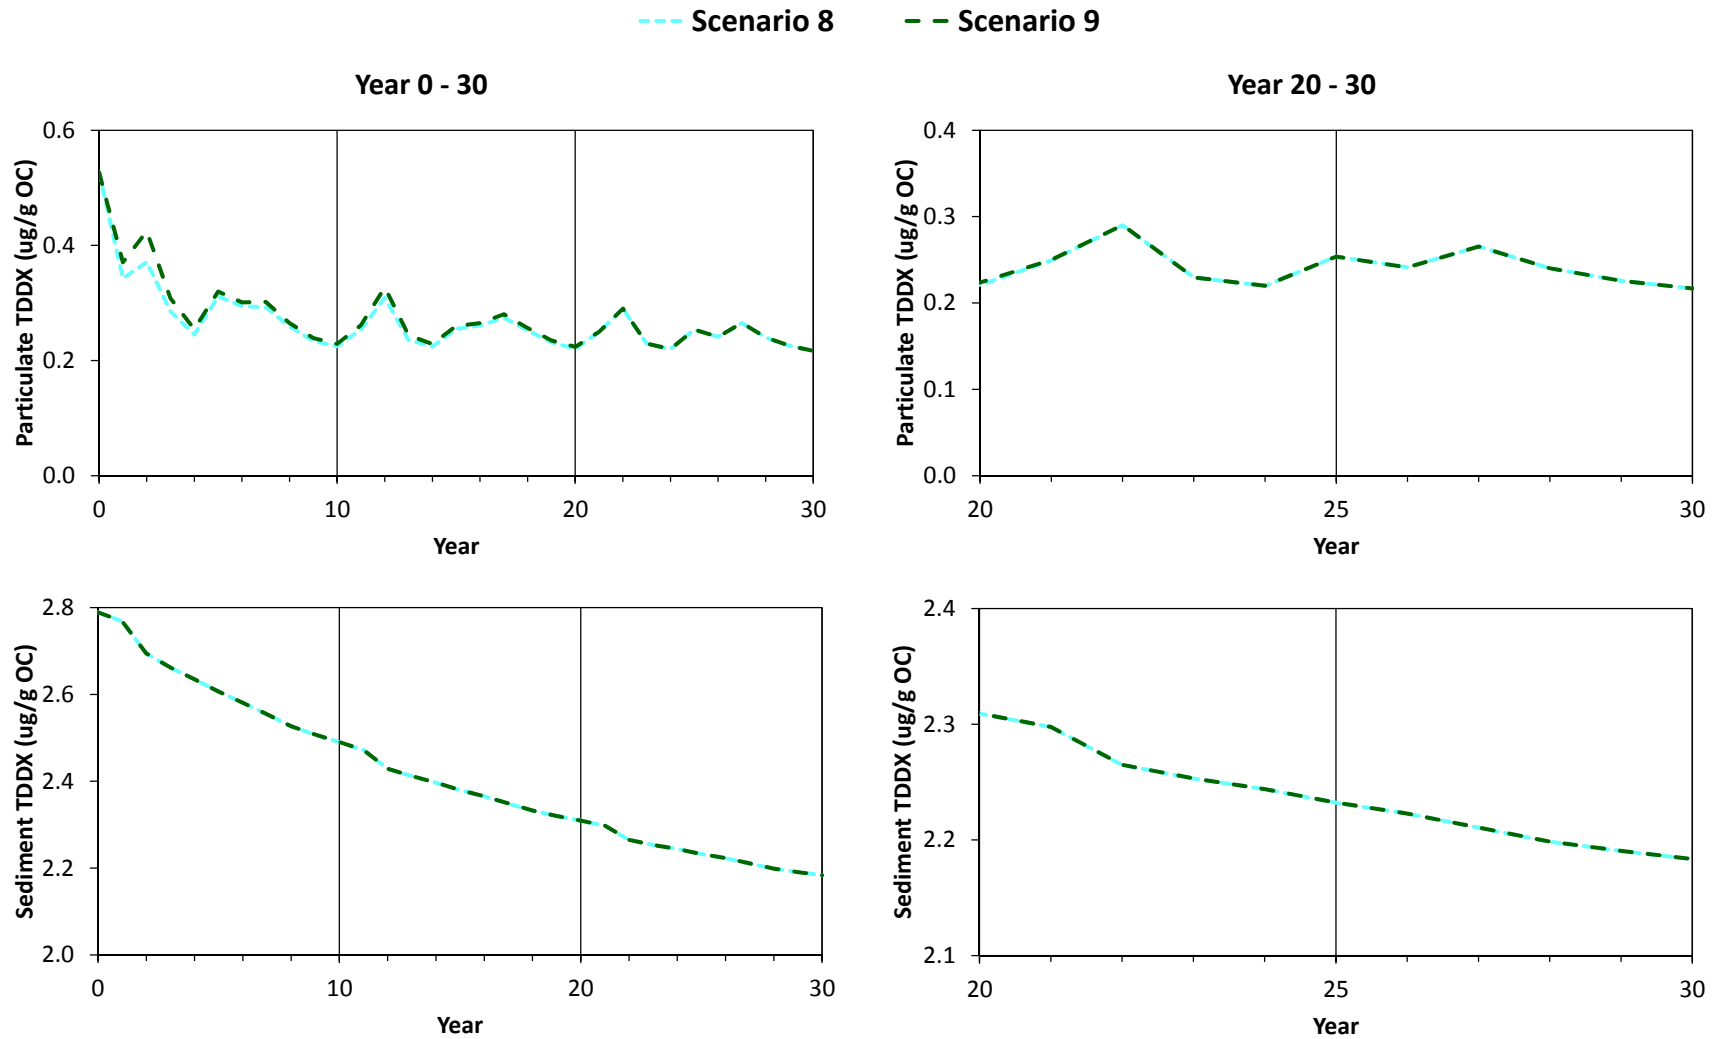 Scenario 8 Scenario 9
Year 0 - 30
Particulate TDDX (ug/g OC)
0.6
0.4
0.2
0.0
0 10 20 30
Year
Year 20 - 30
Particulate TDDX (ug/g OC)
0.4
0.3
0.2
0.1
0.0
20 25 30
Year
Sediment TDDX (ug/g OC)
2.8
2.6
2.4
2.2
2.0
0 10 20 30
Year
Sediment TDDX (ug/g OC)
2.4
2.3
2.2
2.1
20 25 30
Year